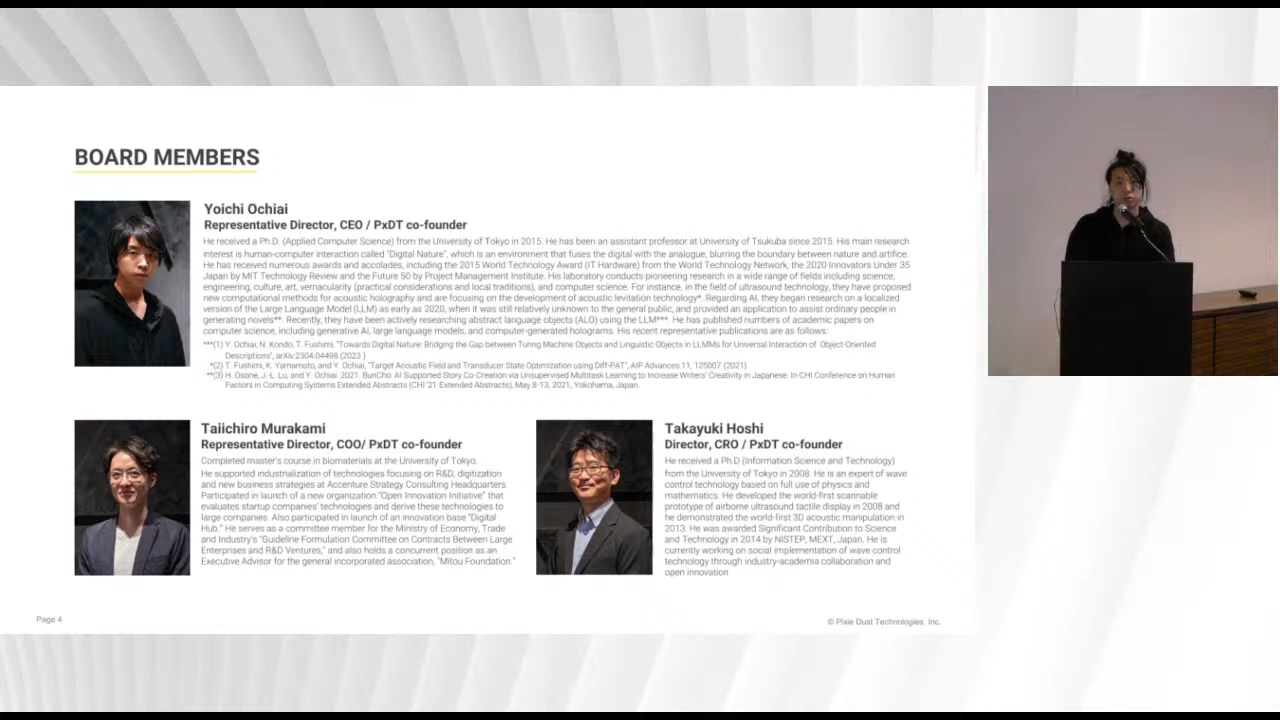 BOARD MEMBERS
Yoichi Ochiai
Representative Director, CEO / PxDT co-founder
He received a Ph.D. (Applied Computer Science) from the University of Tokyo in 2015. He has been an assistant professor at University of Tsukuba since 2015. His main research
interest is human-computer interaction called "Digital Nature", which is an environment that fuses the digital with the analogue, blurring the boundary between nature and artifice.
He has received numerous awards and accolades, including the 2015 World Technology Award (IT Hardware) from the World Technology Network, the 2020 Innovators Under 35
Japan by MIT Technology Review and the Future 50 by Project Management Institute. His laboratory conducts pioneering research in a wide range of fields including science,
engineering, culture, art, vernacularity (practical considerations and local traditions), and computer science. For instance, in the field of ultrasound technology, they have proposed
new computational methods for acoustic holography and are focusing on the development of acoustic levitation technology*. Regarding AI, they began research on a localized
version of the Large Language Model (LLM) as early as 2020, when it was still relatively unknown to the general public, and provided an application to assist ordinary people in
generating novels**. Recently, they have been actively researching abstract language objects (ALO) using the LLM***. He has published numbers of academic papers on
computer science, including generative AI, large language models, and computer-generated holograms. His recent representative publications are as follows:
***(1) Y. Ochiai, N. Kondo, T. Fushimi, "Towards Digital Nature: Bridging the Gap between Turing Machine Objects and Linguistic Objects in LLMMs for Universal Interaction of Object-Oriented
Descriptions", arXiv:2304.04498 (2023 )
*(2) T. Fushimi, K. Yamamoto, and Y. Ochiai, "Target Acoustic Field and Transducer State Optimization using Diff-PAT", AIP Advances 11, 125007 (2021)
**(3) H. Osone, J.-L. Lu, and Y. Ochiai. 2021. BunCho: AI Supported Story Co-Creation via Unsupervised Multitask Learning to Increase Writers' Creativity in Japanese. In CHI Conference on Human
Factors in Computing Systems Extended Abstracts (CHI '21 Extended Abstracts), May 8-13, 2021, Yokohama, Japan.
Taiichiro Murakami
Representative Director, COO/ PxDT co-founder
Completed master's course in biomaterials at the University of Tokyo.
He supported industrialization of technologies focusing on R&D, digitization
and new business strategies at Accenture Strategy Consulting Headquarters.
Participated in launch of a new organization "Open Innovation Initiative" that
evaluates startup companies' technologies and derive these technologies to
large companies. Also participated in launch of an innovation base "Digital
Hub." He serves as a committee member for the Ministry of Economy, Trade
and Industry's "Guideline Formulation Committee on Contracts Between Large
Enterprises and R&D Ventures," and also holds a concurrent position as an
Executive Advisor for the general incorporated association, "Mitou Foundation."
Takayuki Hoshi
Director, CRO / PxDT co-founder
He received a Ph.D (Information Science and Technology)
from the University of Tokyo in 2008. He is an expert of wave
control technology based on full use of physics and
mathematics. He developed the world-first scannable
prototype of airborne ultrasound tactile display in 2008 and
he demonstrated the world-first 3D acoustic manipulation in
2013. He was awarded Significant Contribution to Science
and Technology in 2014 by NISTEP, MEXT, Japan. He is
currently working on social implementation of wave control
technology through industry-academia collaboration and
open innovation
Page 4
© Pixie Dust Technologies, Inc.